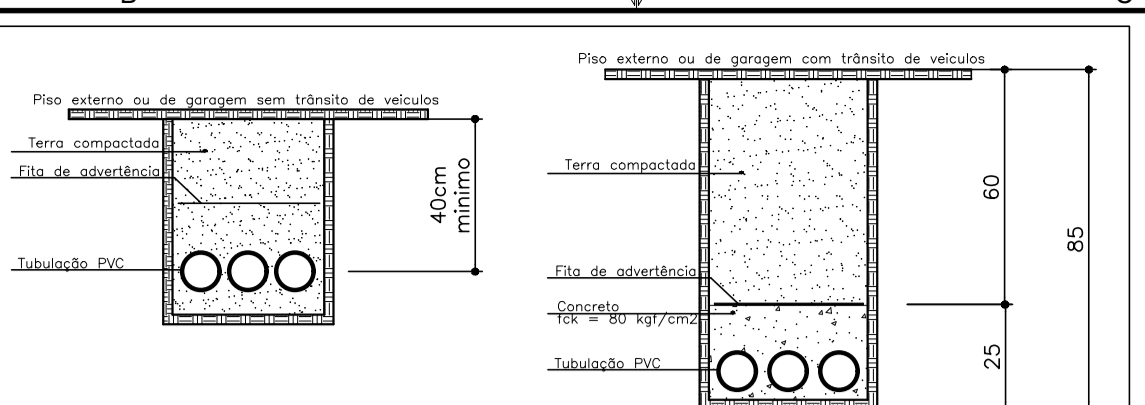 Piso externo ou de garagem sem trânsito de veiculos
Terra compactada
Fita de advertência
Tubulação PVC
40cm
minimo
Piso externo ou de garagem com trânsito de veiculos
Terra compactada
Fita de advertência
Concreto
fck = 80 kgf/cm2
Tubulação PVC
60
85
25